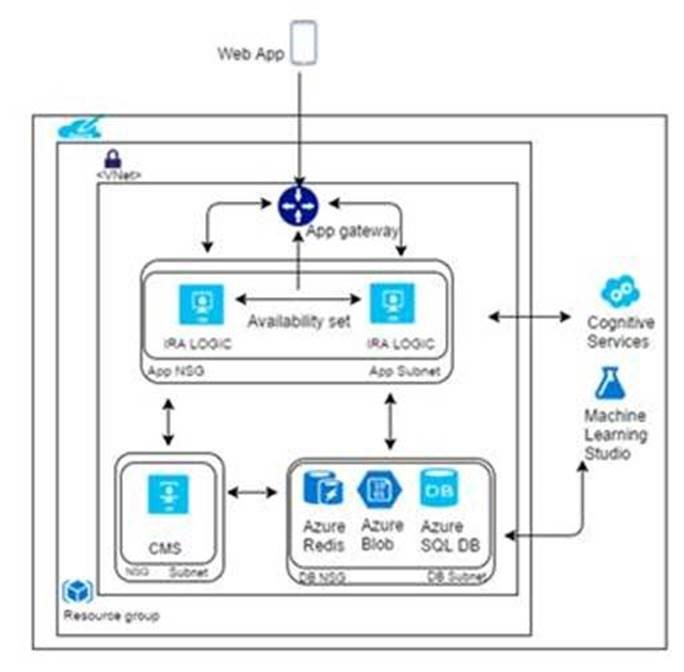 Web App
<VNet>
App gateway
Availability set
IRA LOGIC
IRA LOGIC
App NSG
App Subnet
Cognitive
Services
Machine
Learning
Studio
CMS
NSG
Subnet
Azure
Redis
Azure
Blob
Azure
SQL DB
DB
DB NSG
DB Subnet
Resource group